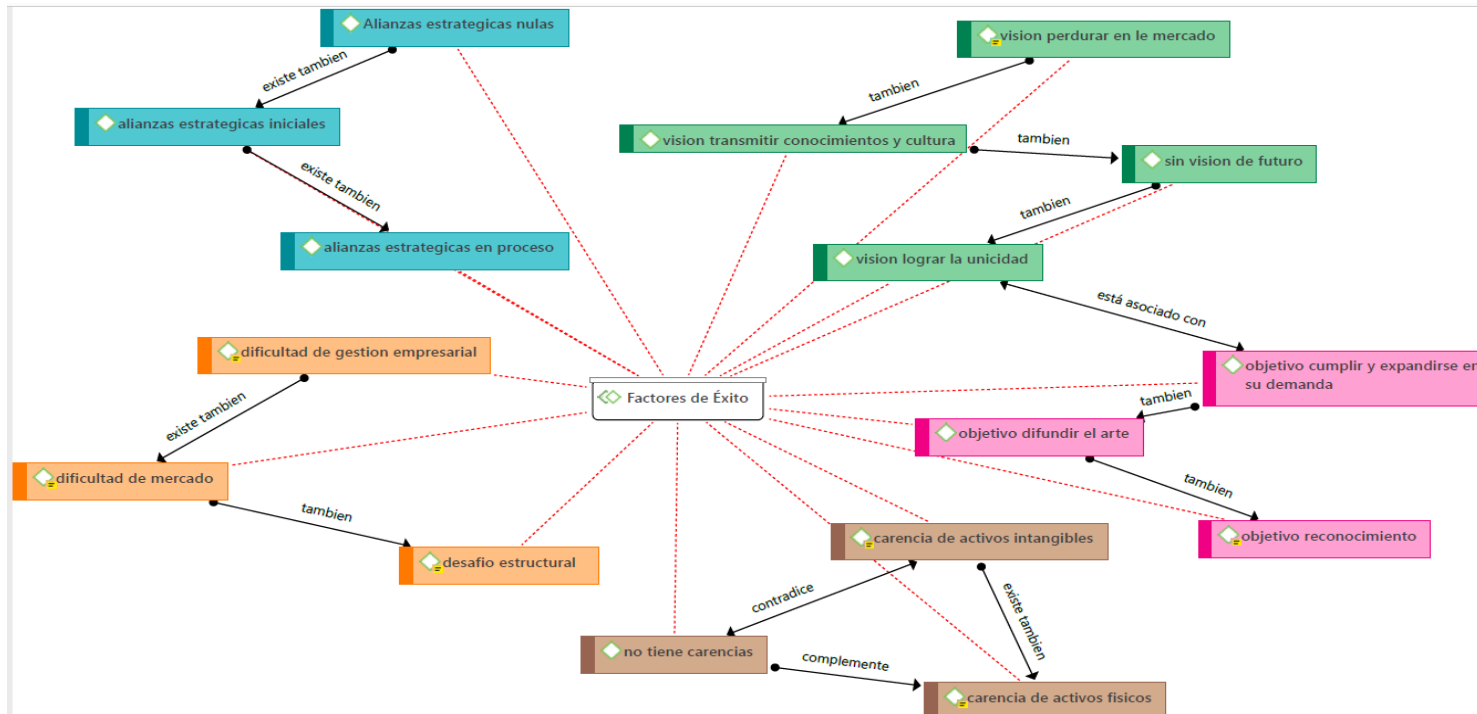 Alianzas estrategicas nulas
vision perdurar en le mercado
existe tambien
tambien
alianzas estrategicas iniciales
vision transmitir conocimientos y cultura
tambien
sin vision de futuro
existe tambien
tambien
alianzas estrategicas en proceso
vision lograr la unicidad
está asociado con
dificultad de gestion empresarial
objetivo cumplir y expandirse en
su demanda
Factores de Éxito
tambien
existe tambien
objetivo difundir el arte
dificultad de mercado
tambien
tambien
carencia de activos intangibles
objetivo reconocimiento
desafio estructural
contradice
existe tambien
no tiene carencias
complemente
carencia de activos fisicos